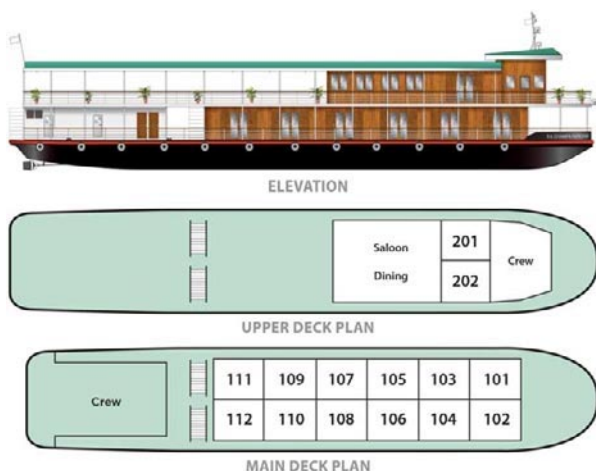 ELEVATION
Saloon
Dining
201
202
Crew
UPPER DECK PLAN
Crew
111 109 107 105 103 101
112 110 108 106 104 102
MAIN DECK PLAN